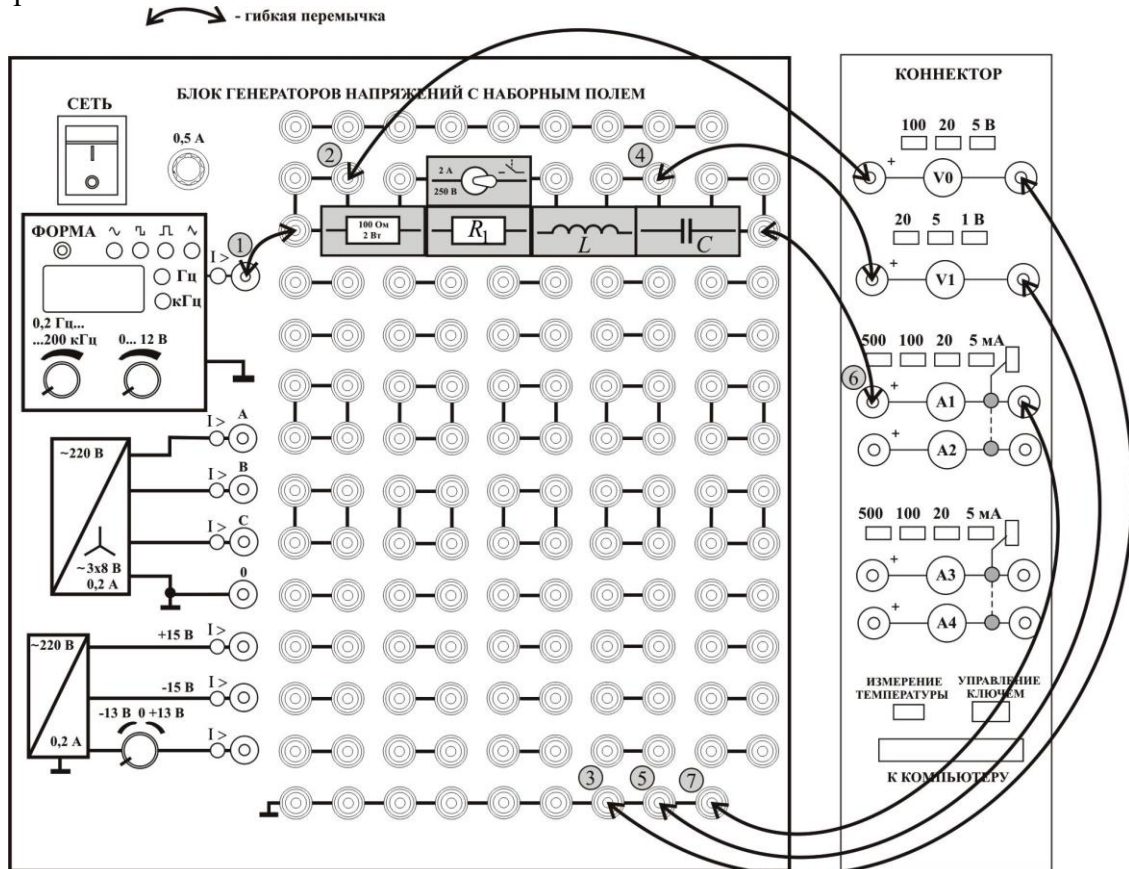 - гибкая перемычка
БЛОК ГЕНЕРАТОРОВ НАПРЯЖЕНИЙ С НАБОРНЫМ ПОЛЕМ
СЕТЬ
0,5 А
ФОРМА
Гц
кГц
0,2 Гц...
...200 кГц
0... 12 В
I >
1
2
4
2 А
250 В
100 Ом
2 Вт
R1
L
C
~220 В
~3x8 В
0,2 А
I >
A
I >
B
I >
C
0
~220 В
0,2 А
+15 В
I >
-15 В
I >
-13 В 0 +13 В
I >
3
5
7
КОННЕКТОР
100 20 5 В
+
V0
20 5 1 В
+
V1
500 100 20 5 мА
6
+
A1
+
A2
500 100 20 5 мА
+
A3
+
A4
ИЗМЕРЕНИЕ
ТЕМПЕРАТУРЫ
УПРАВЛЕНИЕ
КЛЮЧЕМ
К КОМПЬЮТЕРУ